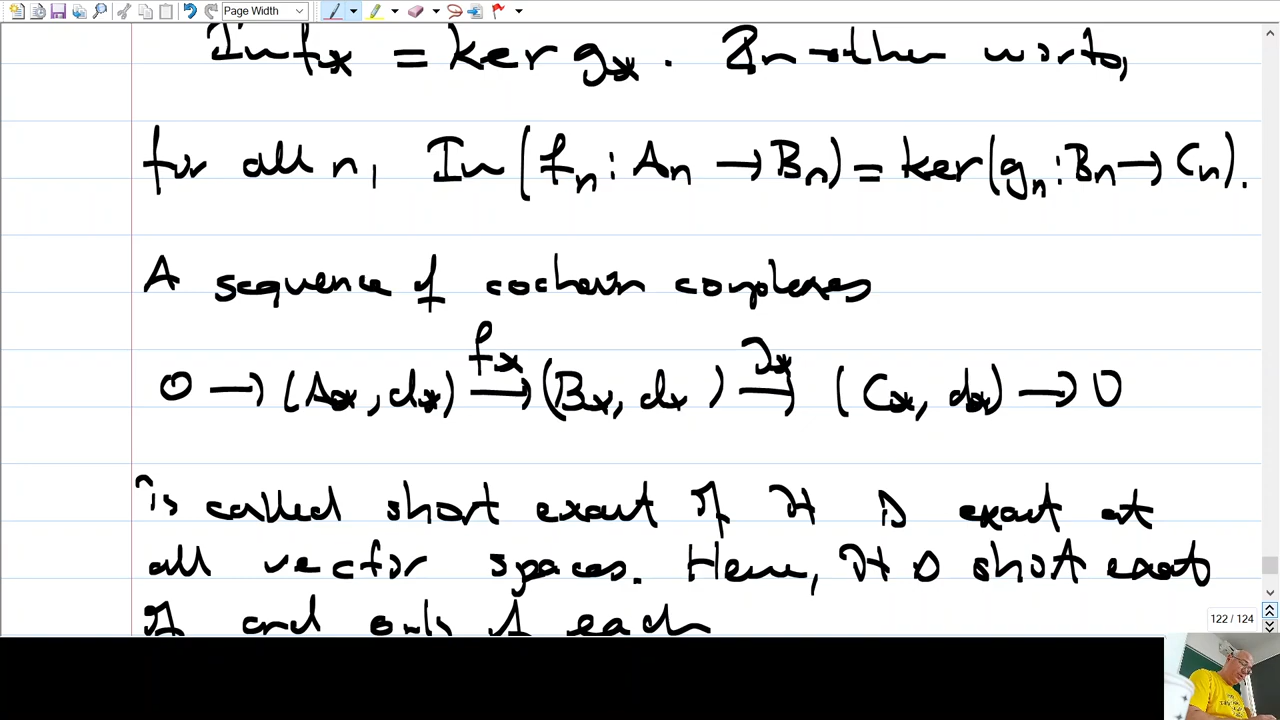 Page Width
Im f* = ker g*. In other words,
for all n, Im (fn : An → Bn) = ker(gn : Bn → Cn).
A sequence of cochain complexes
0 → (A*, d*) →f* (B*, d*) →g* (C*, d*) → 0
is called short exact if it is exact at
all vector spaces. Hence, it is short exact
if and only if each
122 / 124